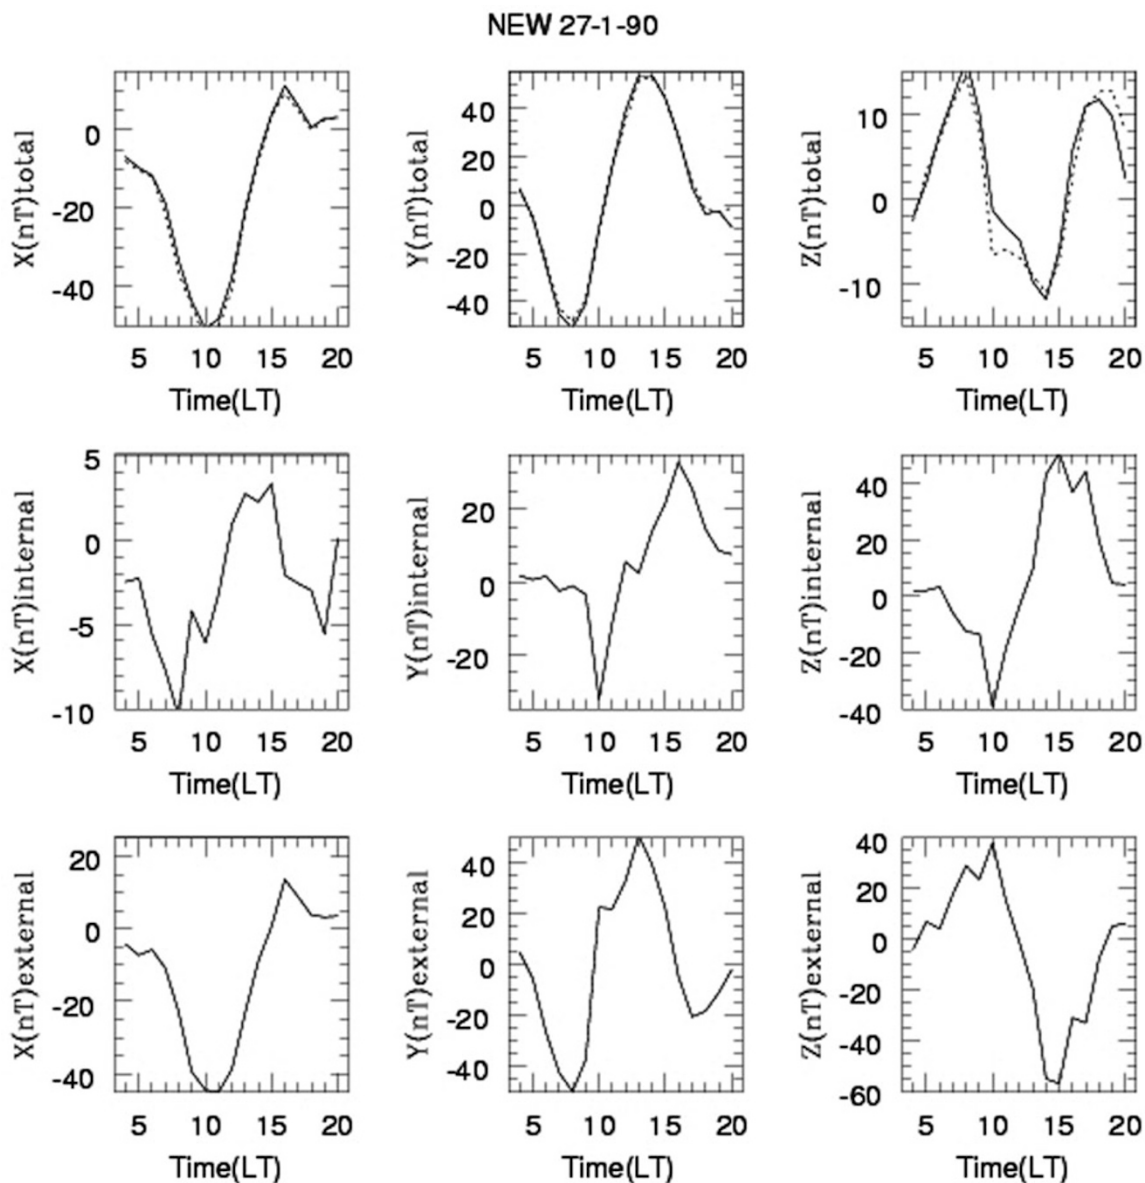 NEW 27-1-90
X(nT)total
0
-20
-40
5 10 15 20
Time(LT)
Y(nT)total
40
20
0
-20
-40
5 10 15 20
Time(LT)
Z(nT)total
10
0
-10
5 10 15 20
Time(LT)
X(nT)internal
5
0
-5
-10
5 10 15 20
Time(LT)
Y(nT)internal
20
0
-20
5 10 15 20
Time(LT)
Z(nT)internal
40
20
0
-20
-40
5 10 15 20
Time(LT)
X(nT)external
20
0
-20
-40
5 10 15 20
Time(LT)
Y(nT)external
40
20
0
-20
-40
5 10 15 20
Time(LT)
Z(nT)external
40
20
0
-20
-40
-60
5 10 15 20
Time(LT)